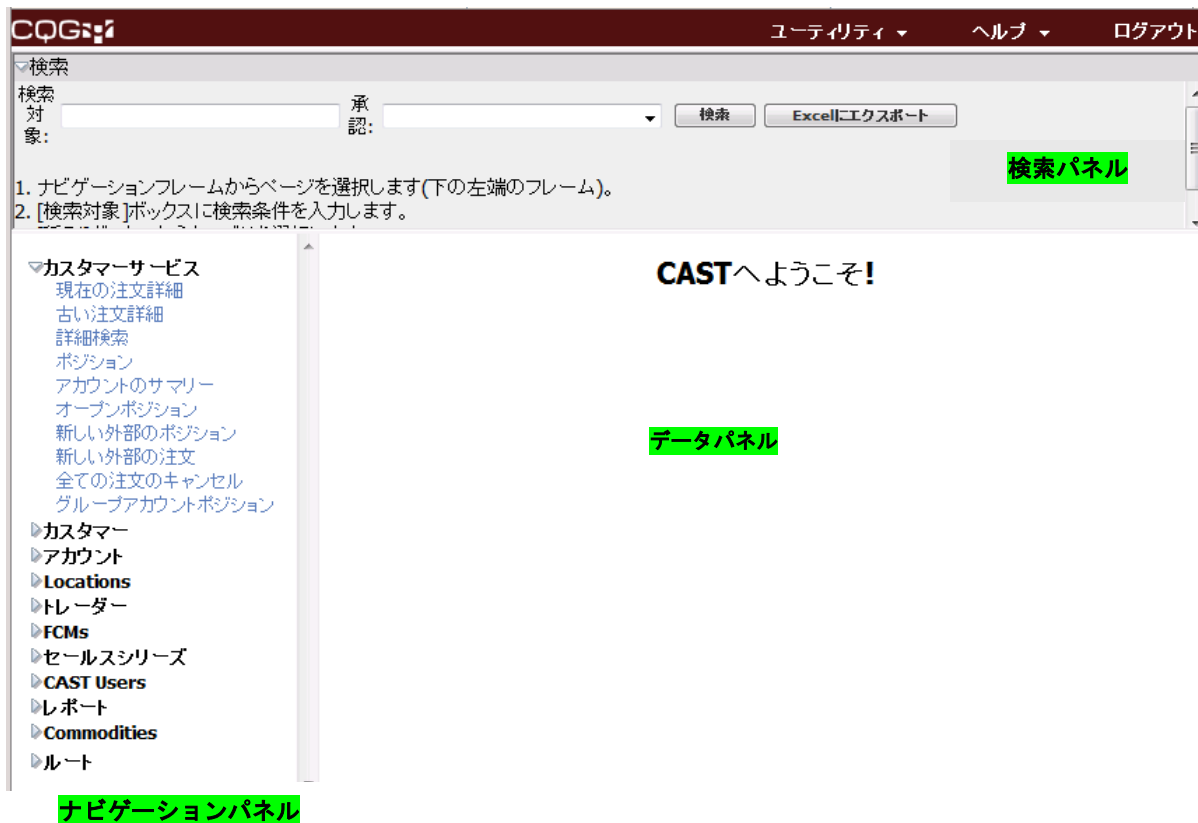 CQG
ユーティリティ ヘルプ ログアウト
検索
検索対象:
承認:
検索
Excelにエクスポート
検索パネル
1. ナビゲーションフレームからページを選択します(下の左端のフレーム)。
2. [検索対象]ボックスに検索条件を入力します。
カスタマーサービス
現在の注文詳細
古い注文詳細
詳細検索
ポジション
アカウントのサマリー
オープンポジション
新しい外部のポジション
新しい外部の注文
全ての注文のキャンセル
グループアカウントポジション
カスタマー
アカウント
Locations
トレーダー
FCMs
セールスシリーズ
CAST Users
レポート
Commodities
ルート
CASTへようこそ!
データパネル
ナビゲーションパネル